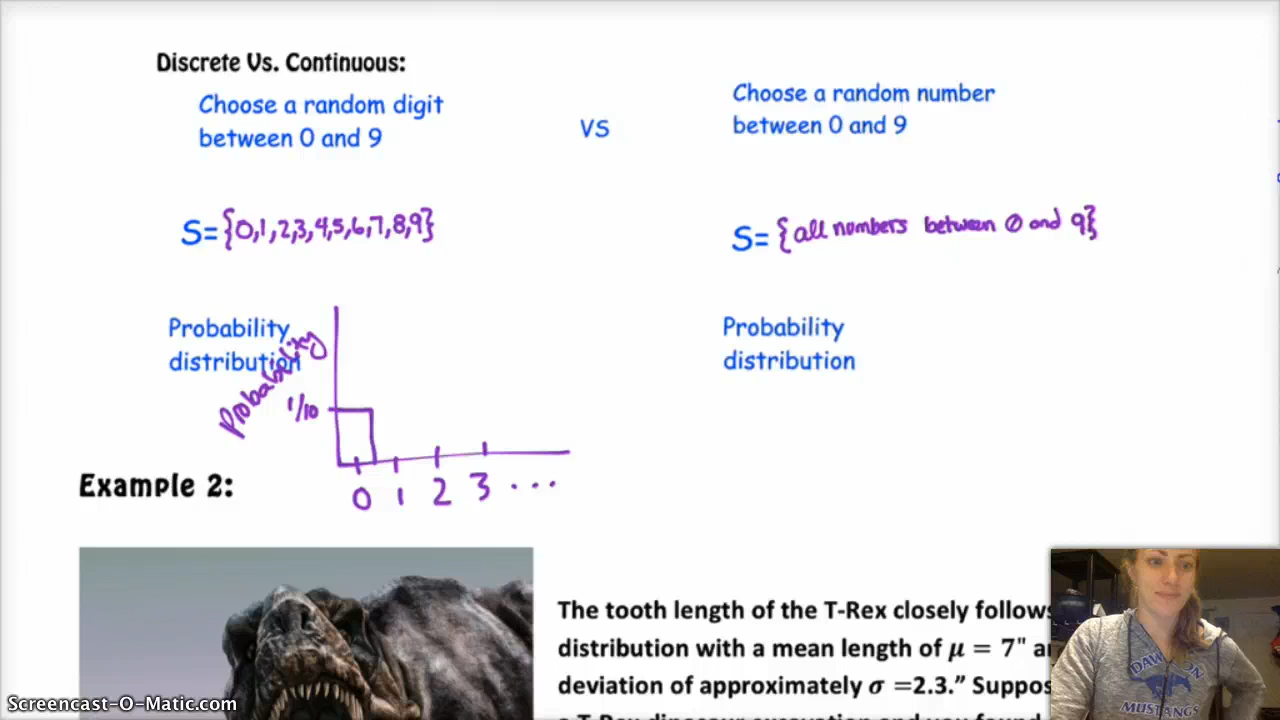 Discrete Vs. Continuous:
Choose a random digit
between 0 and 9
VS
Choose a random number
between 0 and 9
S={0,1,2,3,4,5,6,7,8,9}
S={all numbers between 0 and 9}
Probability
distribution
Probability
1/10
0 1 2 3 ...
Probability
distribution
Example 2:
The tooth length of the T-Rex closely follows
distribution with a mean length of μ = 7"
deviation of approximately σ =2.3."
DAW
MUSTANGS
Screencast-O-Matic.com